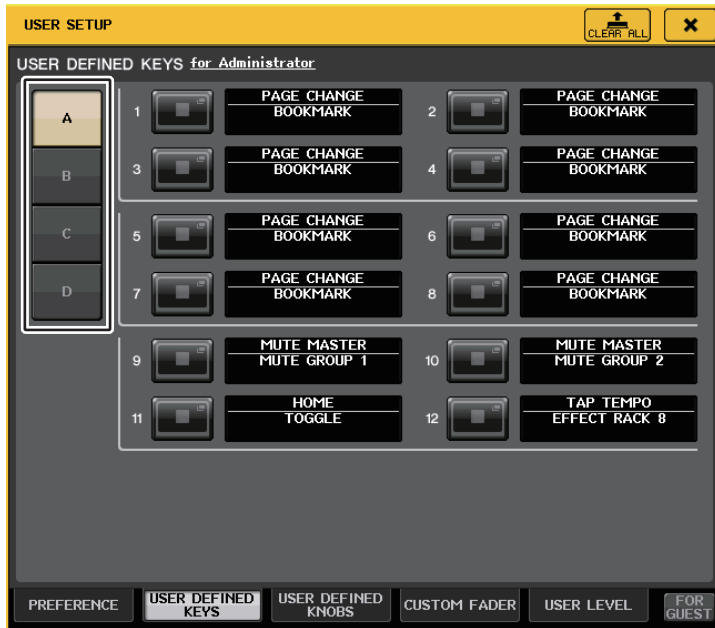 USER SETUP
CLEAR ALL
USER DEFINED KEYS for Administrator
A
B
C
D
1
PAGE CHANGE
BOOKMARK
2
PAGE CHANGE
BOOKMARK
3
PAGE CHANGE
BOOKMARK
4
PAGE CHANGE
BOOKMARK
5
PAGE CHANGE
BOOKMARK
6
PAGE CHANGE
BOOKMARK
7
PAGE CHANGE
BOOKMARK
8
PAGE CHANGE
BOOKMARK
9
MUTE MASTER
MUTE GROUP 1
10
MUTE MASTER
MUTE GROUP 2
11
HOME
TOGGLE
12
TAP TEMPO
EFFECT RACK 8
PREFERENCE
USER DEFINED
KEYS
USER DEFINED
KNOBS
CUSTOM FADER
USER LEVEL
FOR
GUEST